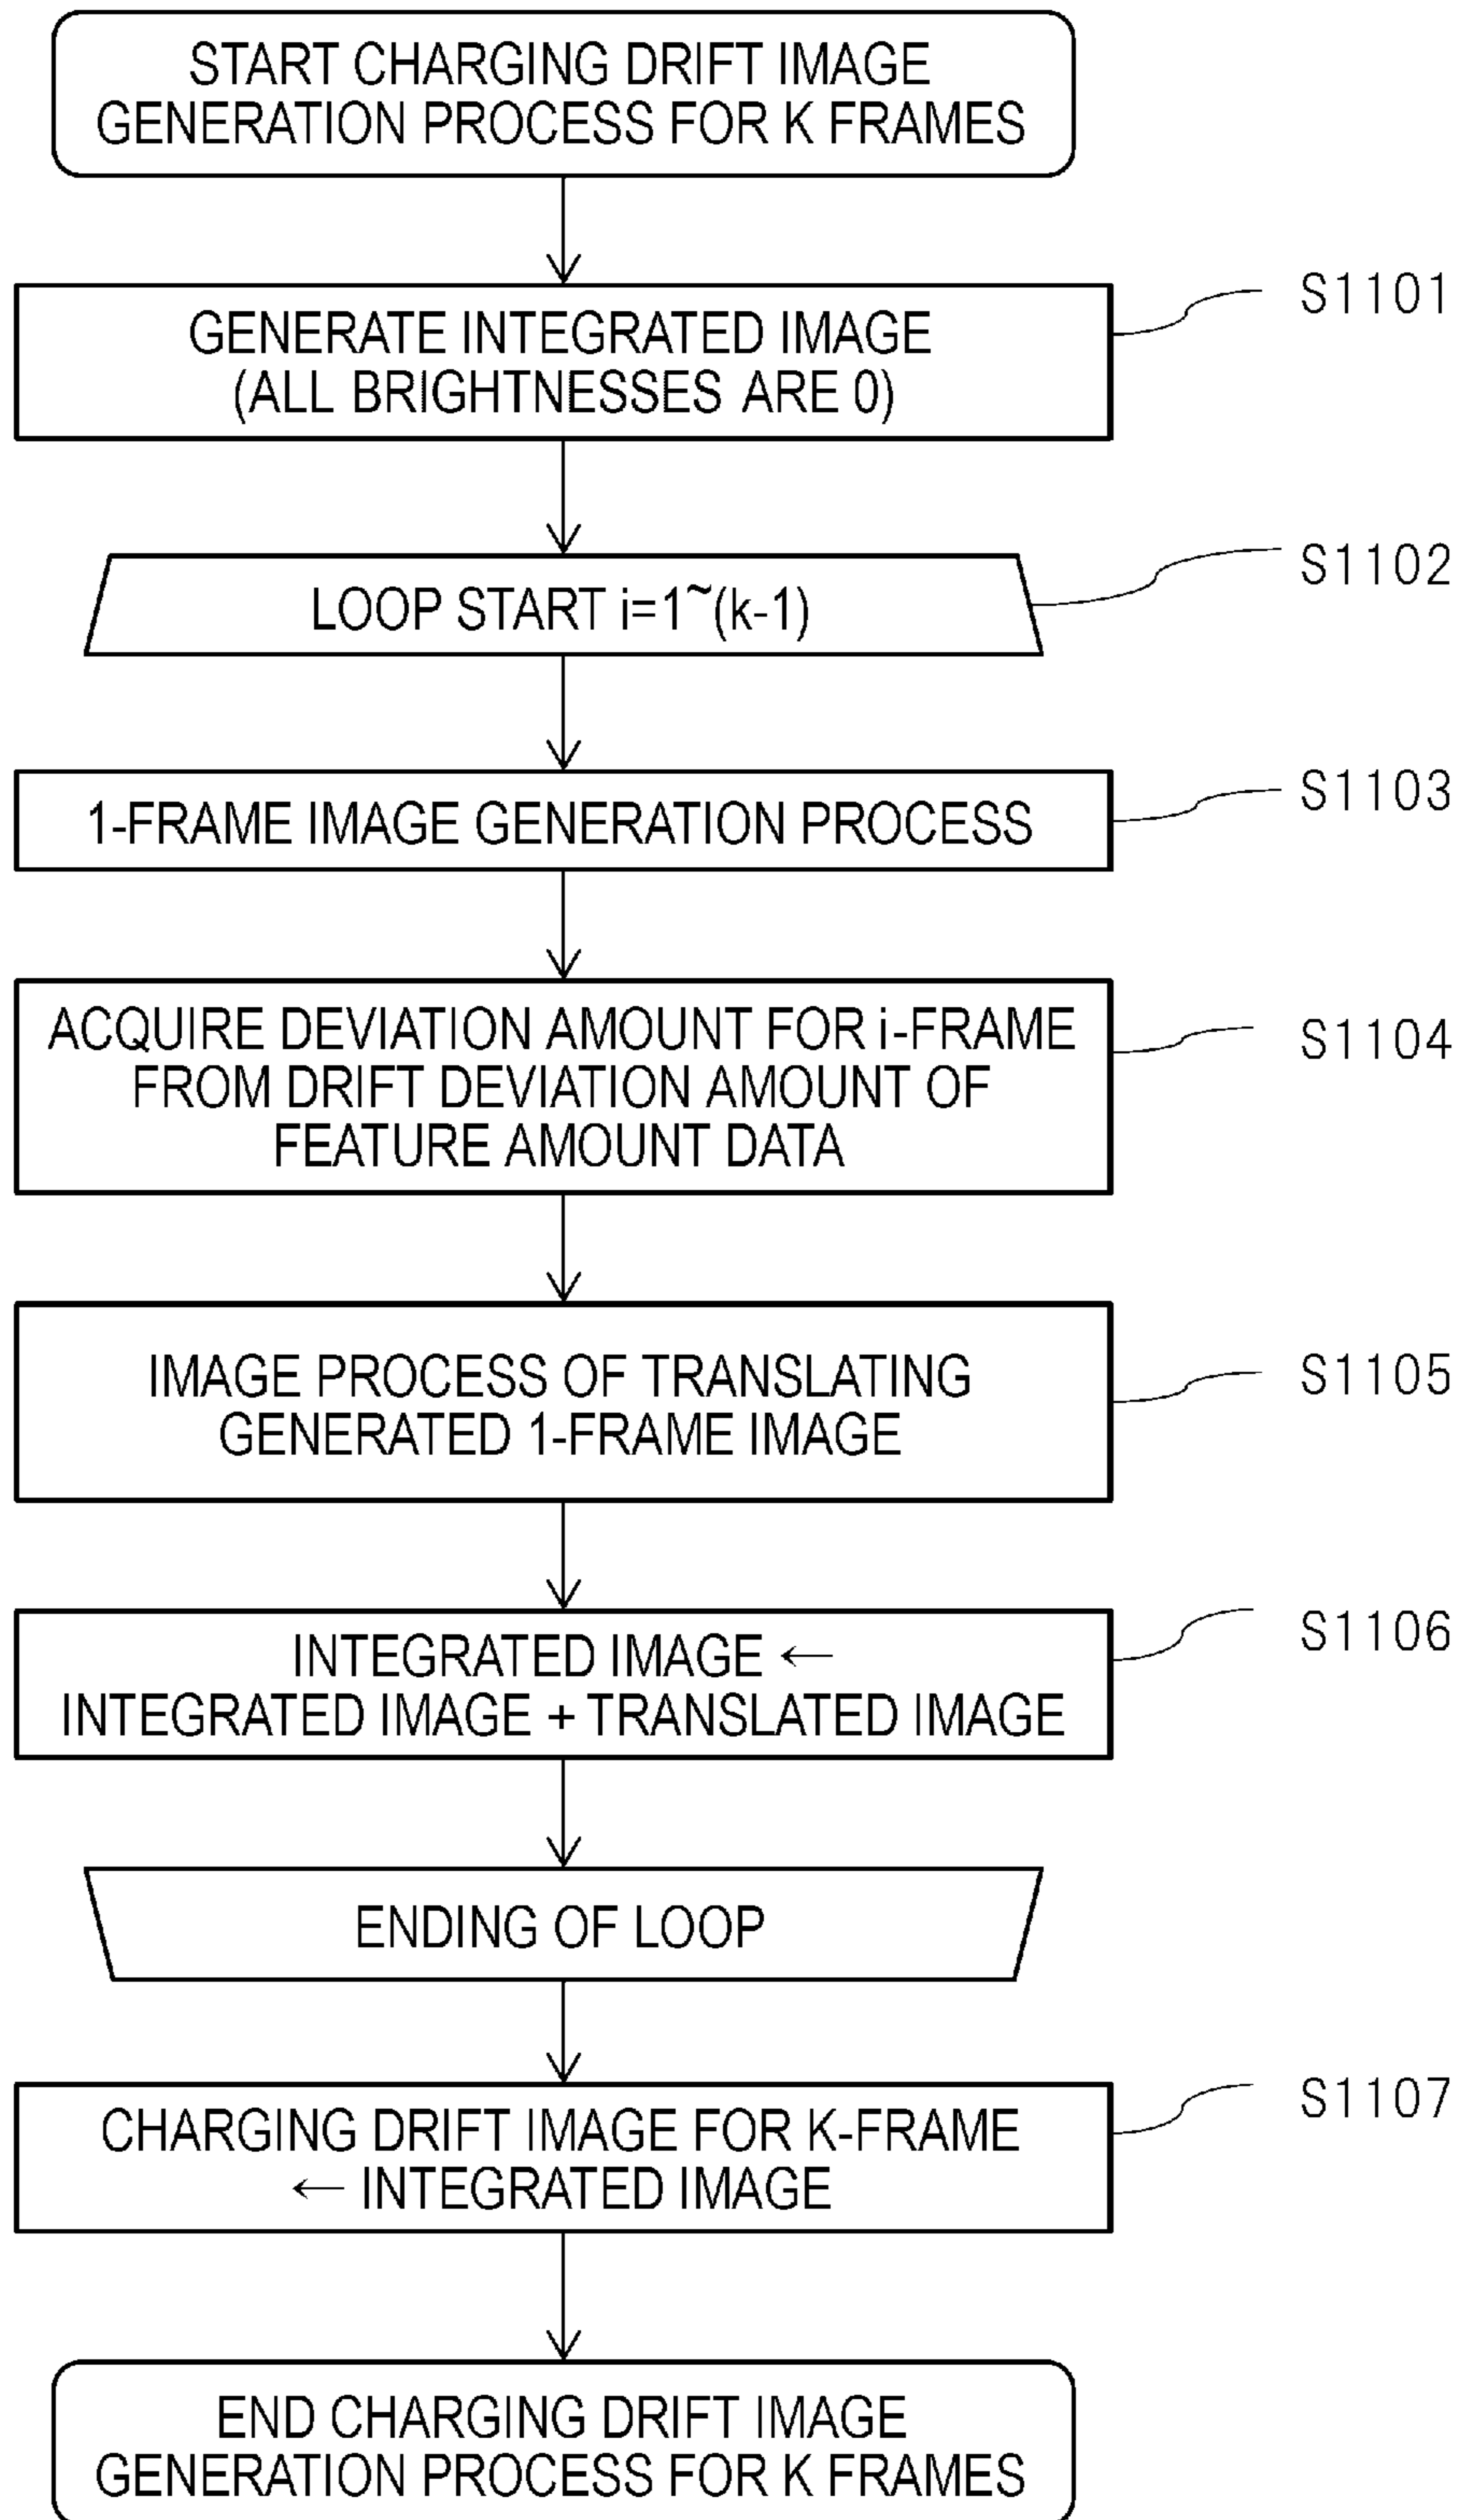 START CHARGING DRIFT IMAGE
GENERATION PROCESS FOR K FRAMES
GENERATE INTEGRATED IMAGE
(ALL BRIGHTNESSES ARE 0)
S1101
LOOP START i=1~(k-1)
S1102
1-FRAME IMAGE GENERATION PROCESS
S1103
ACQUIRE DEVIATION AMOUNT FOR i-FRAME
FROM DRIFT DEVIATION AMOUNT OF
FEATURE AMOUNT DATA
S1104
IMAGE PROCESS OF TRANSLATING
GENERATED 1-FRAME IMAGE
S1105
INTEGRATED IMAGE ←
INTEGRATED IMAGE + TRANSLATED IMAGE
S1106
ENDING OF LOOP
CHARGING DRIFT IMAGE FOR K-FRAME
← INTEGRATED IMAGE
S1107
END CHARGING DRIFT IMAGE
GENERATION PROCESS FOR K FRAMES